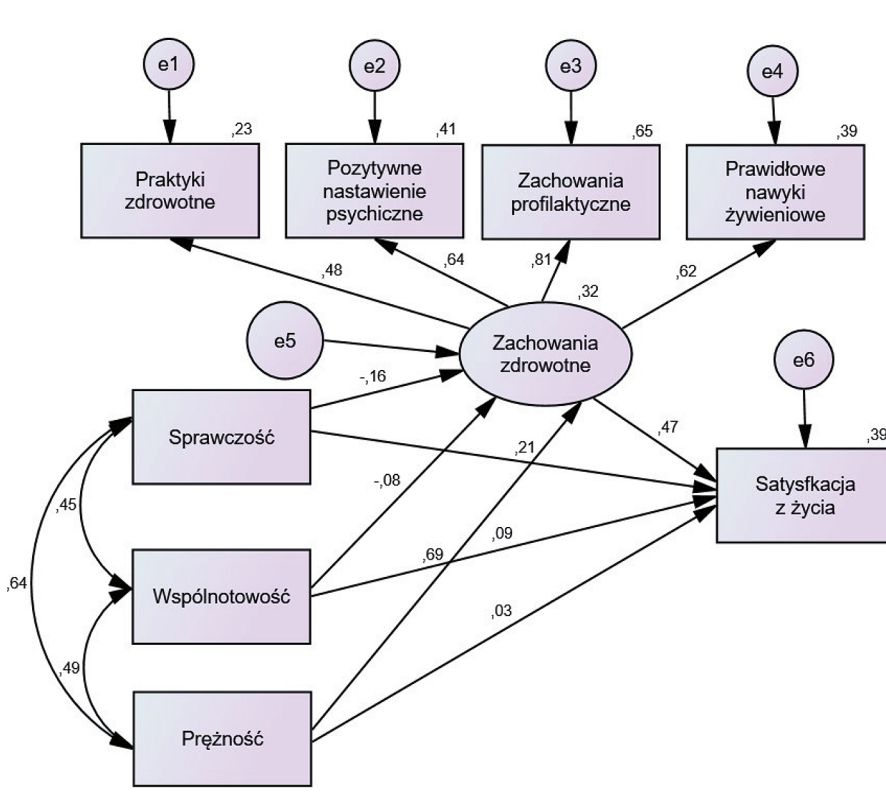 e1
e2
e3
e4
,23
,41
,65
,39
Praktyki
zdrowotne
Pozytywne
nastawienie
psychiczne
Zachowania
profilaktyczne
Prawidłowe
nawyki
żywieniowe
,48
,64
,81
,62
,32
e5
Zachowania
zdrowotne
e6
-,16
Sprawczość
,21
,47
,39
Satysfkacja
z życia
-,08
,45
,09
,69
,64
Wspólnotowość
,03
,49
Prężność